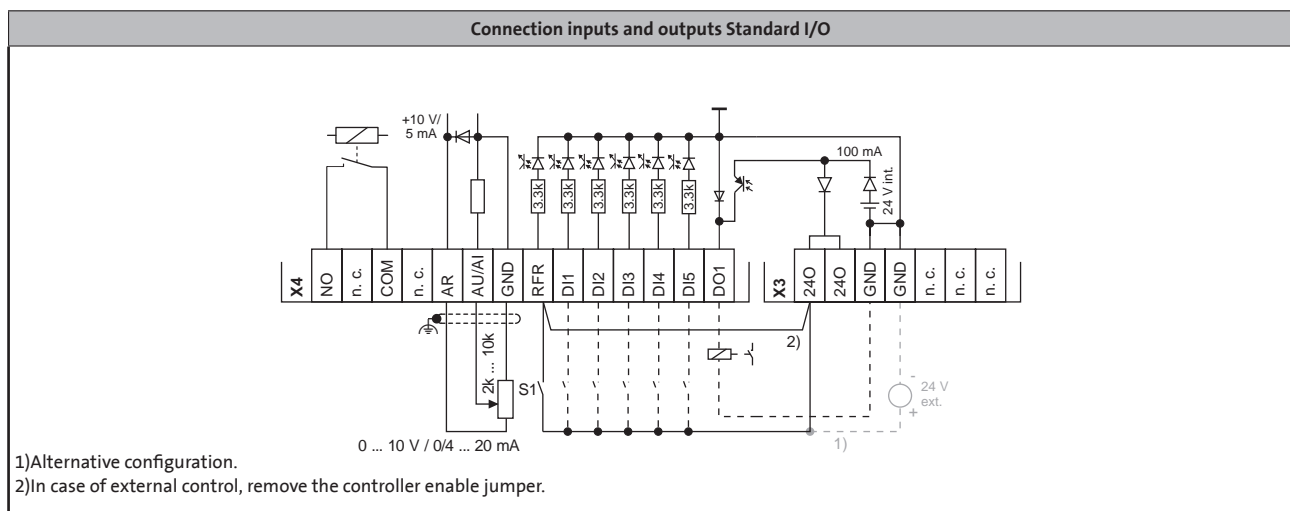 Connection inputs and outputs Standard I/O
+10 V/
5 mA
100 mA
3.3k
3.3k
3.3k
3.3k
3.3k
3.3k
24 V int.
X4
NO
n. c.
COM
n. c.
AR
AU/AI
GND
RFR
DI1
DI2
DI3
DI4
DI5
DO1
X3
24O
24O
GND
GND
n. c.
n. c.
n. c.
2)
2k ... 10k
S1
-
24 V
ext.
+
0 ... 10 V / 0/4 ... 20 mA
1)
1)Alternative configuration.
2)In case of external control, remove the controller enable jumper.